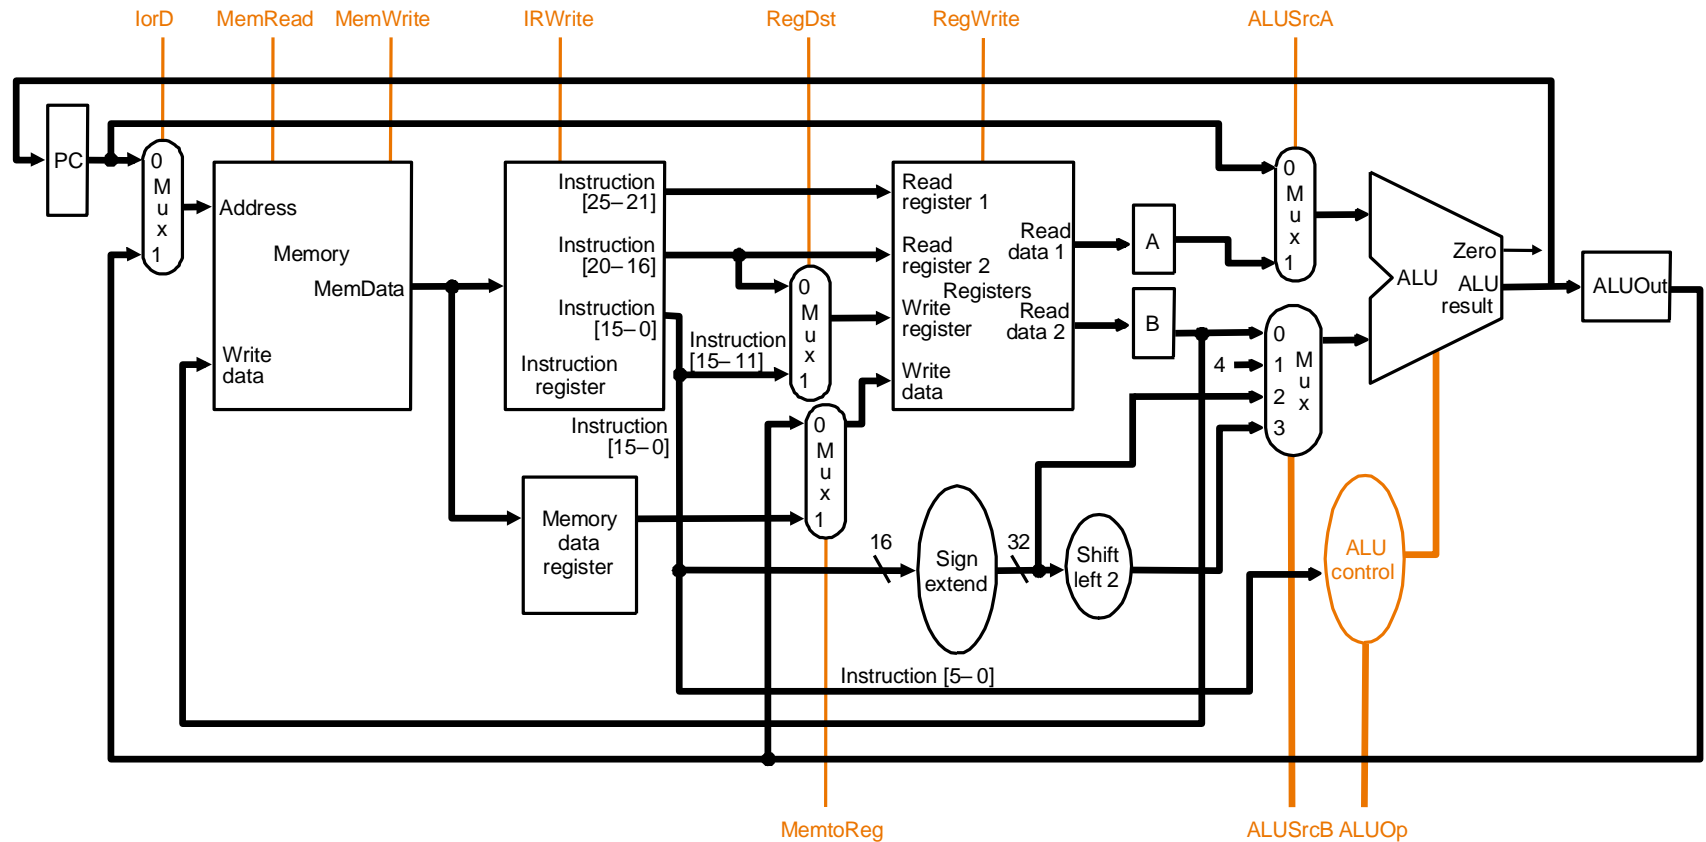 IorD
MemRead
MemWrite
IRWrite
RegDst
RegWrite
ALUSrcA
PC
0
M
u
x
1
Address
Memory
MemData
Write
data
Instruction
[25–21]
Instruction
[20–16]
Instruction
[15–0]
Instruction
register
Instruction
[15–11]
Instruction
[15–0]
0
M
u
x
1
0
M
u
x
1
Memory
data
register
Read
register 1
Read
register 2
Registers
Write
register
Write
data
Read
data 1
Read
data 2
A
B
4
0
M
u
x
1
0
1
2
3
M
u
x
Zero
ALU
ALU
result
ALUOut
16
Sign
extend
32
Shift
left 2
ALU
control
Instruction [5–0]
MemtoReg
ALUSrcB
ALUOp